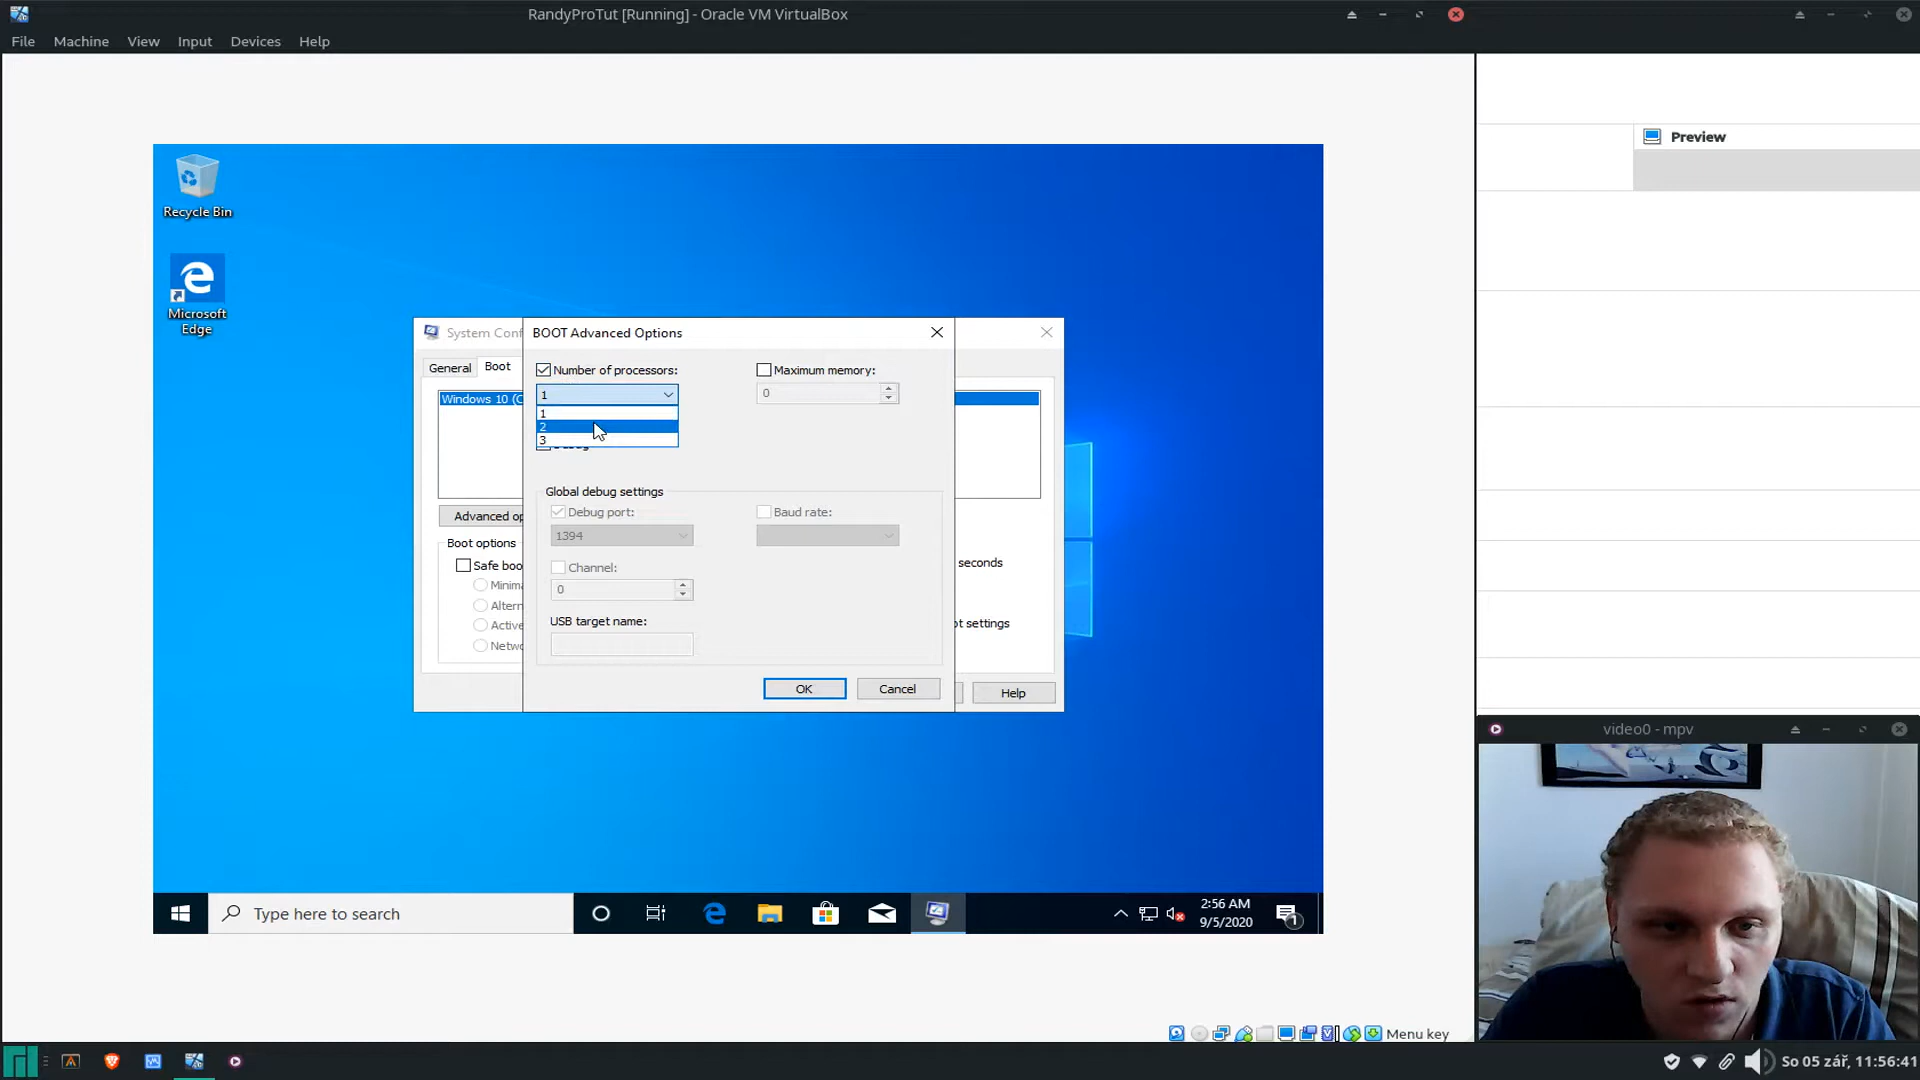 RandyProTut [Running] - Oracle VM VirtualBox
File Machine View Input Devices Help
Preview
Recycle Bin
Microsoft
Edge
System Conf
BOOT Advanced Options
General Boot
Number of processors:
Maximum memory:
Windows 10 (C
1
0
1
2
3
Advanced op
Global debug settings
Debug port:
Baud rate:
1394
Boot options
Safe boo
Channel:
seconds
Minima
0
Altern
Active
USB target name:
ot settings
Netwo
OK
Cancel
Help
video0 - mpv
Type here to search
2:56 AM
9/5/2020
1
Menu key
So 05 zář, 11:56:41